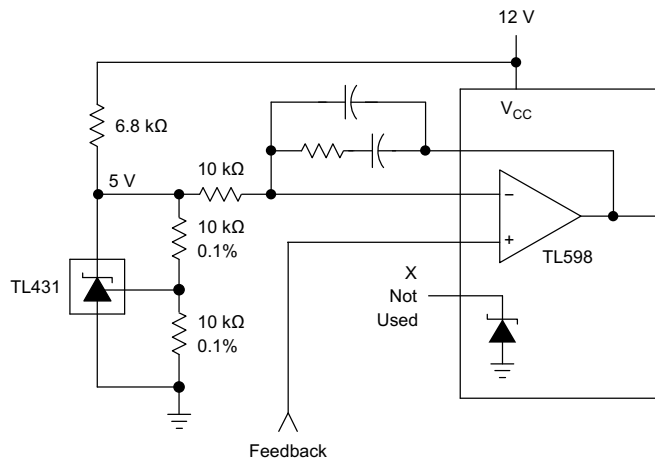 12 V
V_CC
6.8 kΩ
5 V
10 kΩ
10 kΩ
0.1%
−
+
TL598
TL431
X
Not
Used
10 kΩ
0.1%
Feedback